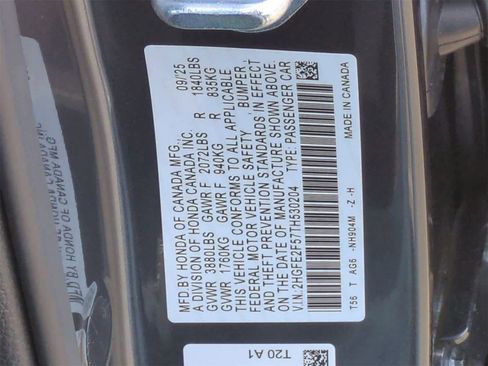 MFD. BY HONDA OF CANADA MFG. 09/25
A DIVISION OF HONDA CANADA INC.
GVWR 3880LBS GAWR F 2072LBS R 1840LBS
GVWR 1760KG GAWR F 940KG R 835KG
THIS VEHICLE CONFORMS TO ALL APPLICABLE
FEDERAL MOTOR VEHICLE SAFETY, BUMPER,
AND THEFT PREVENTION STANDARDS IN EFFECT
ON THE DATE OF MANUFACTURE SHOWN ABOVE.
V.I.N: 2HGFE2F57TH530204 TYPE: PASSENGER CAR
T56 T AG6 -NH904M -Z -H MADE IN CANADA
T20 A1